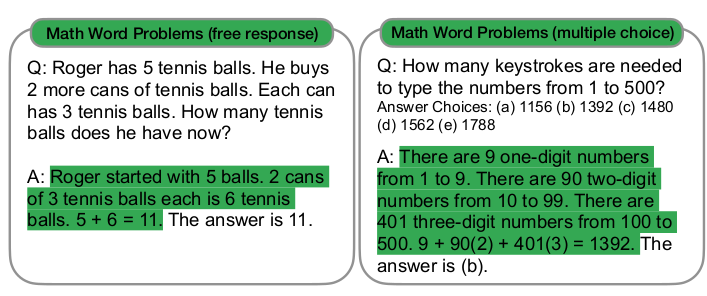 Math Word Problems (free response)
Q: Roger has 5 tennis balls. He buys
2 more cans of tennis balls. Each can
has 3 tennis balls. How many tennis
balls does he have now?
A: Roger started with 5 balls. 2 cans
of 3 tennis balls each is 6 tennis
balls. 5 + 6 = 11. The answer is 11.
Math Word Problems (multiple choice)
Q: How many keystrokes are needed
to type the numbers from 1 to 500?
Answer Choices: (a) 1156 (b) 1392 (c) 1480
(d) 1562 (e) 1788
A: There are 9 one-digit numbers
from 1 to 9. There are 90 two-digit
numbers from 10 to 99. There are
401 three-digit numbers from 100 to
500. 9 + 90(2) + 401(3) = 1392. The
answer is (b).